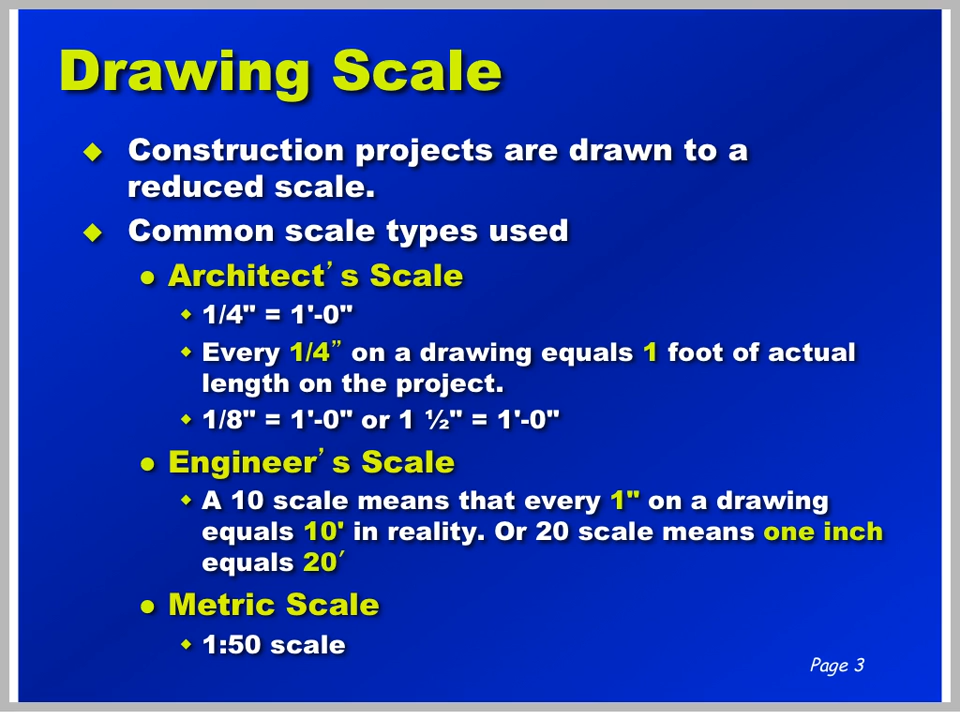 Drawing Scale
Construction projects are drawn to a
reduced scale.
Common scale types used
Architect’s Scale
1/4" = 1'-0"
Every 1/4” on a drawing equals 1 foot of actual
length on the project.
1/8" = 1'-0" or 1 ½" = 1'-0"
Engineer’s Scale
A 10 scale means that every 1" on a drawing
equals 10' in reality. Or 20 scale means one inch
equals 20′
Metric Scale
1:50 scale
Page 3